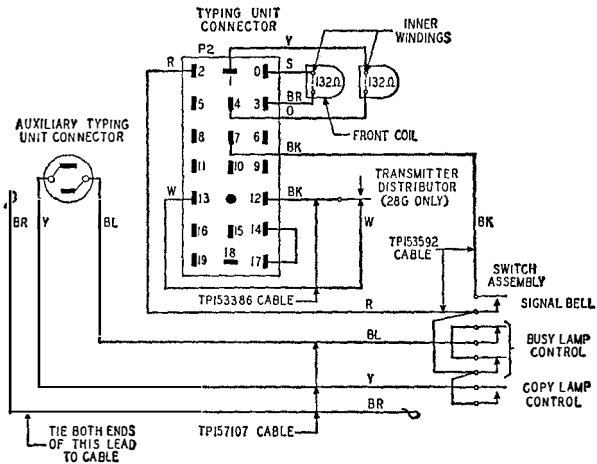 TYPING UNIT
CONNECTOR
INNER
WINDINGS
P2
Y
R
2
1
0
S
132Ω
132Ω
5
4
3
BR
O
FRONT COIL
AUXILIARY TYPING
UNIT CONNECTOR
8
7
6
BK
11
10
9
TRANSMITTER
DISTRIBUTOR
(28G ONLY)
W
13
12
BK
W
BR
Y
BL
16
15
14
BK
TP153592
CABLE
19
18
17
SWITCH
ASSEMBLY
TP153386 CABLE
R
SIGNAL BELL
BL
BUSY LAMP
CONTROL
Y
COPY LAMP
CONTROL
BR
TIE BOTH ENDS
OF THIS LEAD
TO CABLE
TP157107 CABLE